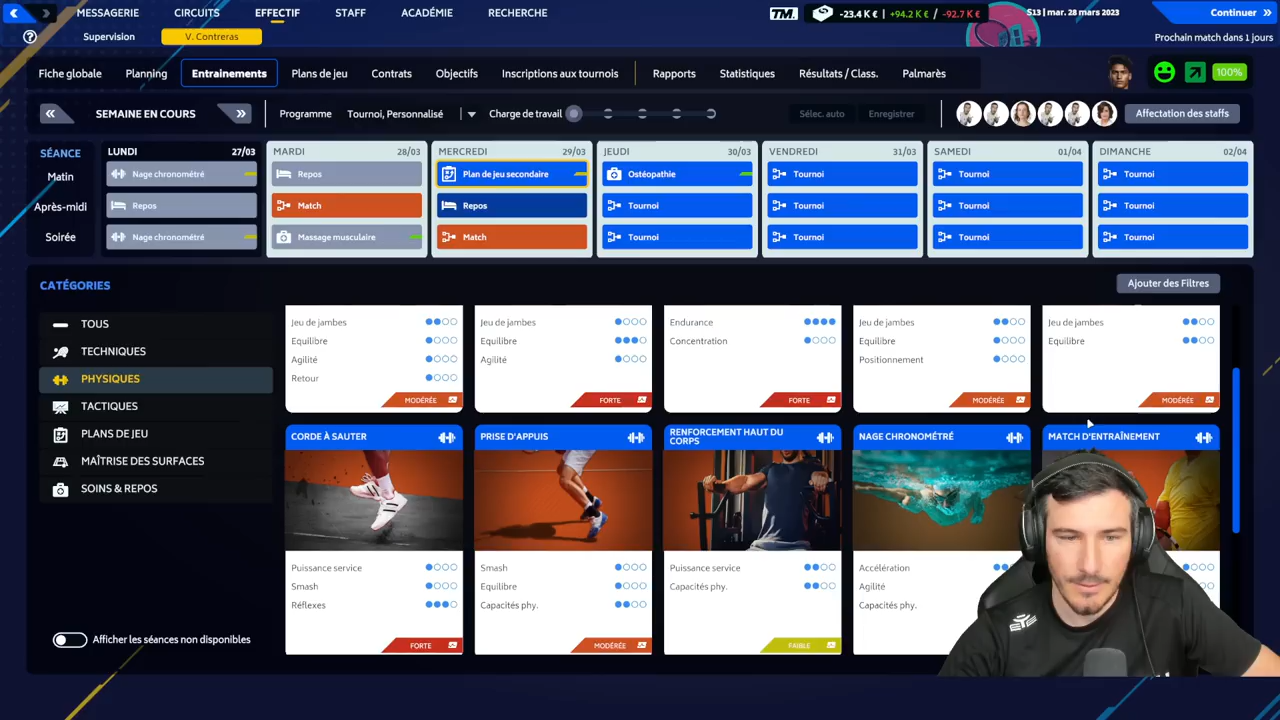 MESSAGERIE CIRCUITS EFFECTIF STAFF ACADÉMIE RECHERCHE
TM. -23.4 K € +94.2 K € / -92.7 K €
S13 | mar. 28 mars 2023
Continuer »
Supervision V. Contreras
Prochain match dans 1 jours
Fiche globale Planning Entrainements Plans de jeu Contrats Objectifs Inscriptions aux tournois Rapports Statistiques Résultats / Class. Palmarès 100%
« SEMAINE EN COURS » Programme Tournoi, Personnalisé Charge de travail Sélec. auto Enregistrer Affectation des staffs
SÉANCE LUNDI 27/03 MARDI 28/03 MERCREDI 29/03 JEUDI 30/03 VENDREDI 31/03 SAMEDI 01/04 DIMANCHE 02/04
Matin Nage chronométré Repos Plan de jeu secondaire Ostéopathie Tournoi Tournoi Tournoi
Après-midi Repos Match Repos Tournoi Tournoi Tournoi Tournoi
Soirée Nage chronométré Massage musculaire Match Tournoi Tournoi Tournoi Tournoi
CATÉGORIES
Ajouter des Filtres
TOUS
TECHNIQUES
PHYSIQUES
TACTIQUES
PLANS DE JEU
MAÎTRISE DES SURFACES
SOINS & REPOS
Afficher les séances non disponibles
Jeu de jambes
Equilibre
Agilité
Retour
MODÉRÉE
Jeu de jambes
Equilibre
Agilité
FORTE
Endurance
Concentration
FORTE
Jeu de jambes
Equilibre
Positionnement
MODÉRÉE
Jeu de jambes
Equilibre
MODÉRÉE
CORDE À SAUTER
Puissance service
Smash
Réflexes
FORTE
PRISE D'APPUIS
Smash
Equilibre
Capacités phy.
MODÉRÉE
RENFORCEMENT HAUT DU
CORPS
Puissance service
Capacités phy.
FAIBLE
NAGE CHRONOMÉTRÉ
Accélération
Agilité
Capacités phy.
MATCH D'ENTRAÎNEMENT